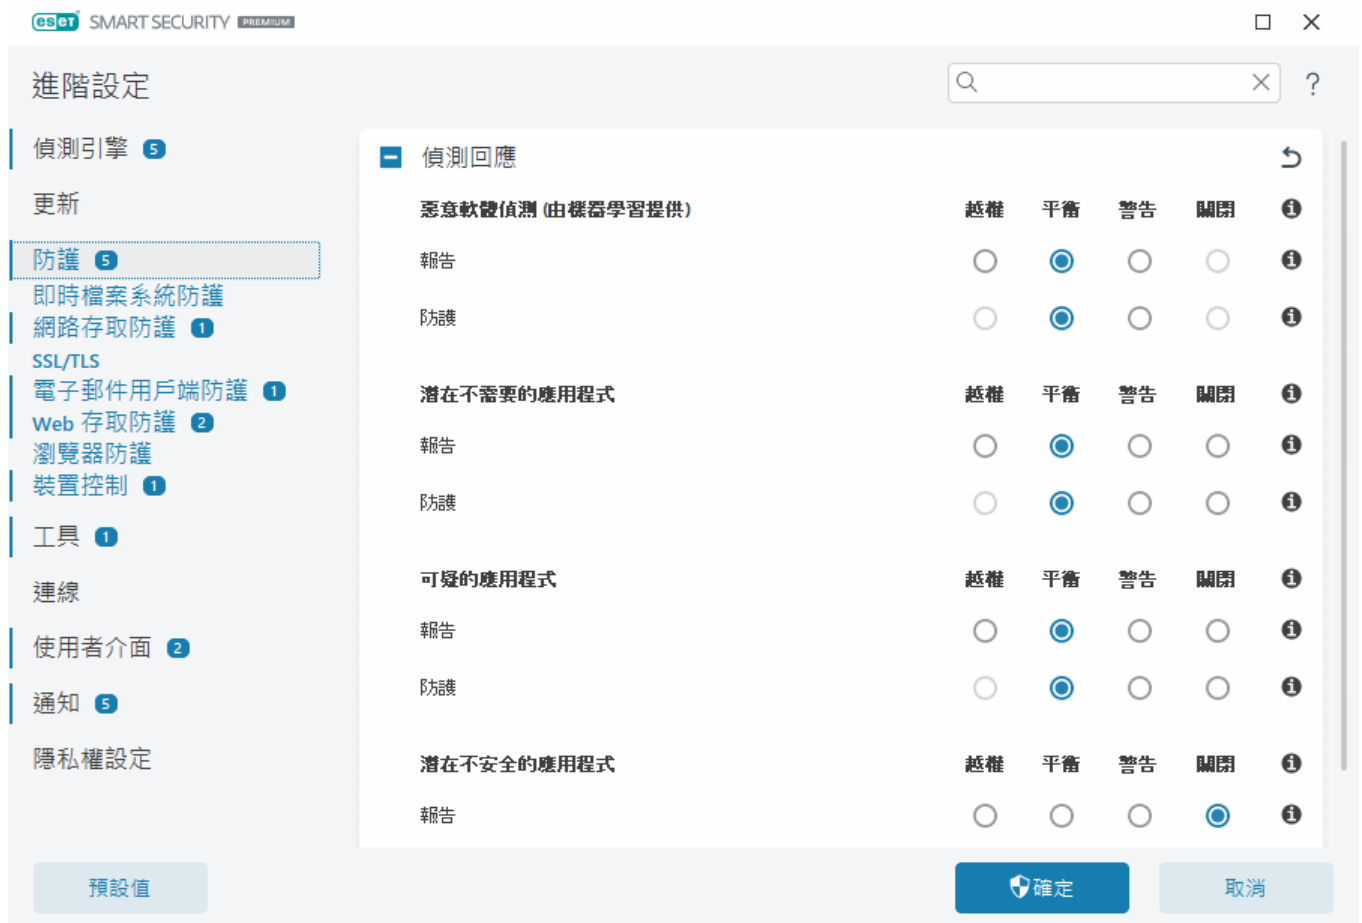 eset SMART SECURITY PREMIUM
進階設定
?
偵測引擎 5
更新
防護 5
即時檔案系統防護
網路存取防護 1
SSL/TLS
電子郵件用戶端防護 1
Web 存取防護 2
瀏覽器防護
裝置控制 1
工具 1
連線
使用者介面 2
通知 5
隱私權設定
偵測回應
惡意軟體偵測 (由機器學習提供) 越權 平衡 警告 關閉
報告
防護
潛在不需要的應用程式 越權 平衡 警告 關閉
報告
防護
可疑的應用程式 越權 平衡 警告 關閉
報告
防護
潛在不安全的應用程式 越權 平衡 警告 關閉
報告
預設值 確定 取消